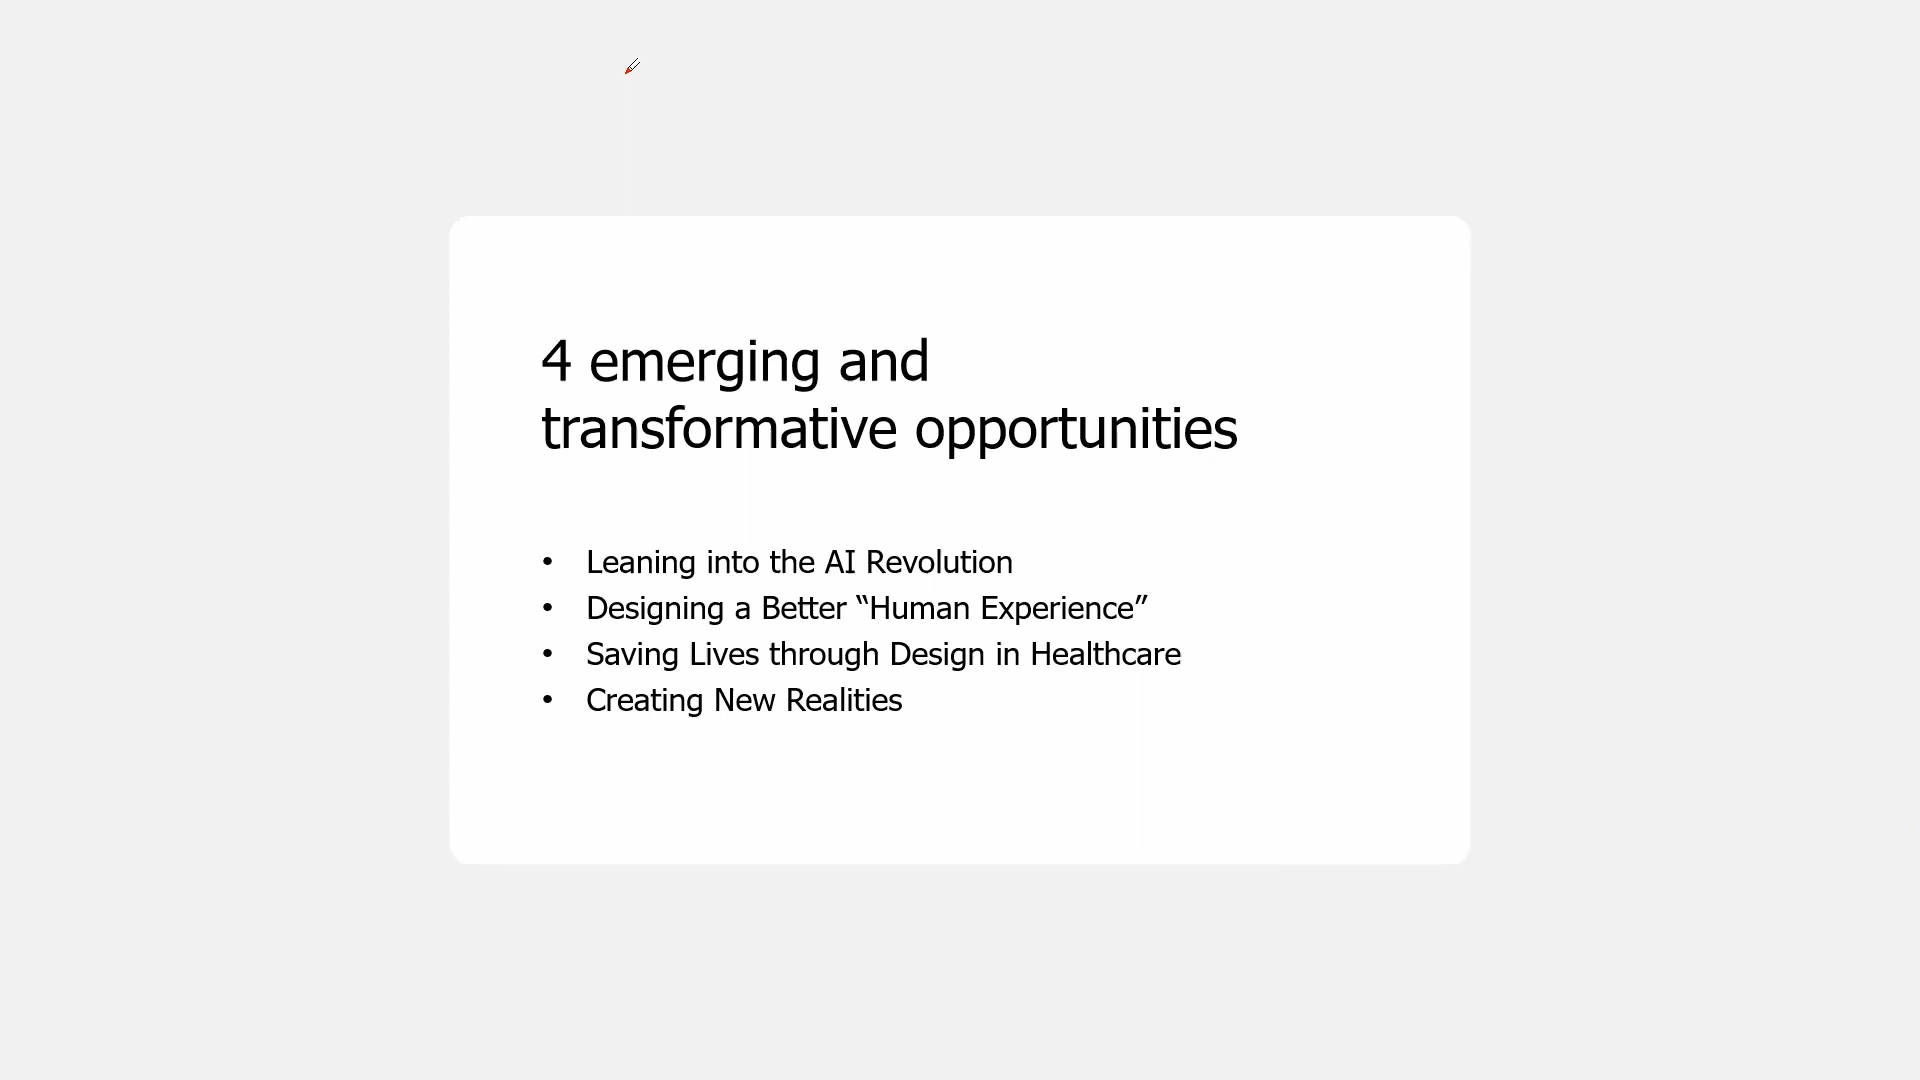 4 emerging and
transformative opportunities
• Leaning into the AI Revolution
• Designing a Better “Human Experience”
• Saving Lives through Design in Healthcare
• Creating New Realities